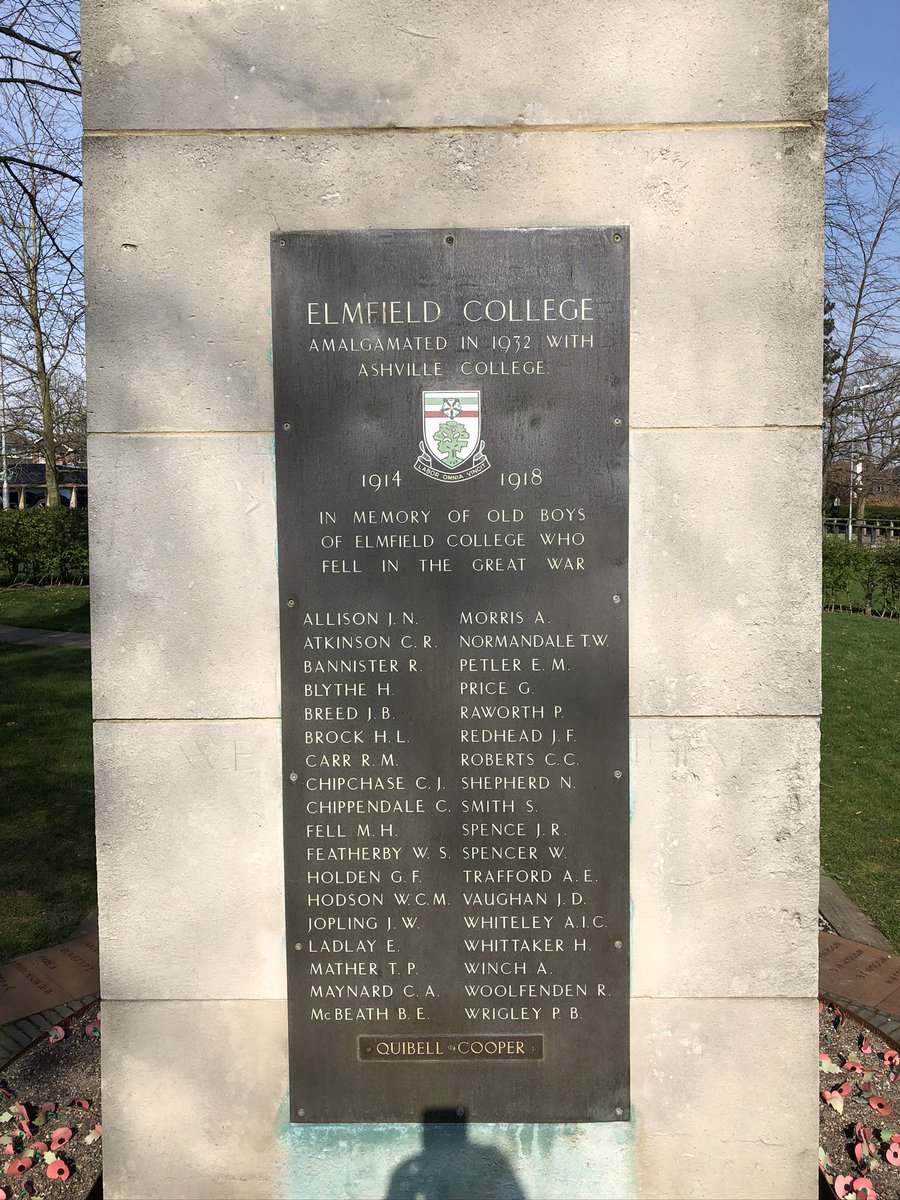 ELMFIELD COLLEGE
AMALGAMATED IN 1932 WITH
ASHVILLE COLLEGE.
LABOR OMNIA VINCIT
1914 1918
IN MEMORY OF OLD BOYS
OF ELMFIELD COLLEGE WHO
FELL IN THE GREAT WAR
ALLISON J. N. MORRIS A.
ATKINSON C. R. NORMANDALE T.W.
BANNISTER R. PETLER E. M.
BLYTHE H. PRICE G.
BREED J. B. RAWORTH P.
BROCK H. L. REDHEAD J. F.
CARR R. M. ROBERTS C. C.
CHIPCHASE C. J. SHEPHERD N.
CHIPPENDALE C. SMITH S.
FELL M. H. SPENCE J. R.
FEATHERBY W. S. SPENCER W.
HOLDEN G. F. TRAFFORD A. E.
HODSON W. C. M. VAUGHAN J. D.
JOPLING J. W. WHITELEY A.I.C.
LADLAY E. WHITTAKER H.
MATHER T. P. WINCH A.
MAYNARD C. A. WOOLFENDEN R.
McBEATH B. E. WRIGLEY P. B.
QUIBELL COOPER